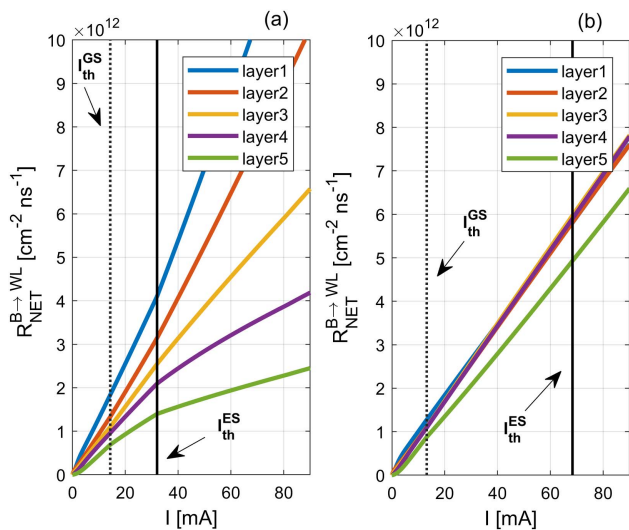 ×10¹² (a)
10
9
8
7
6
5
4
3
2
1
0
R_NET^B→WL [cm⁻² ns⁻¹]
I_th^GS
layer1
layer2
layer3
layer4
layer5
I_th^ES
0 20 40 60 80
I [mA]
×10¹² (b)
10
9
8
7
6
5
4
3
2
1
0
R_NET^B→WL [cm⁻² ns⁻¹]
layer1
layer2
layer3
layer4
layer5
I_th^GS
I_th^ES
0 20 40 60 80
I [mA]